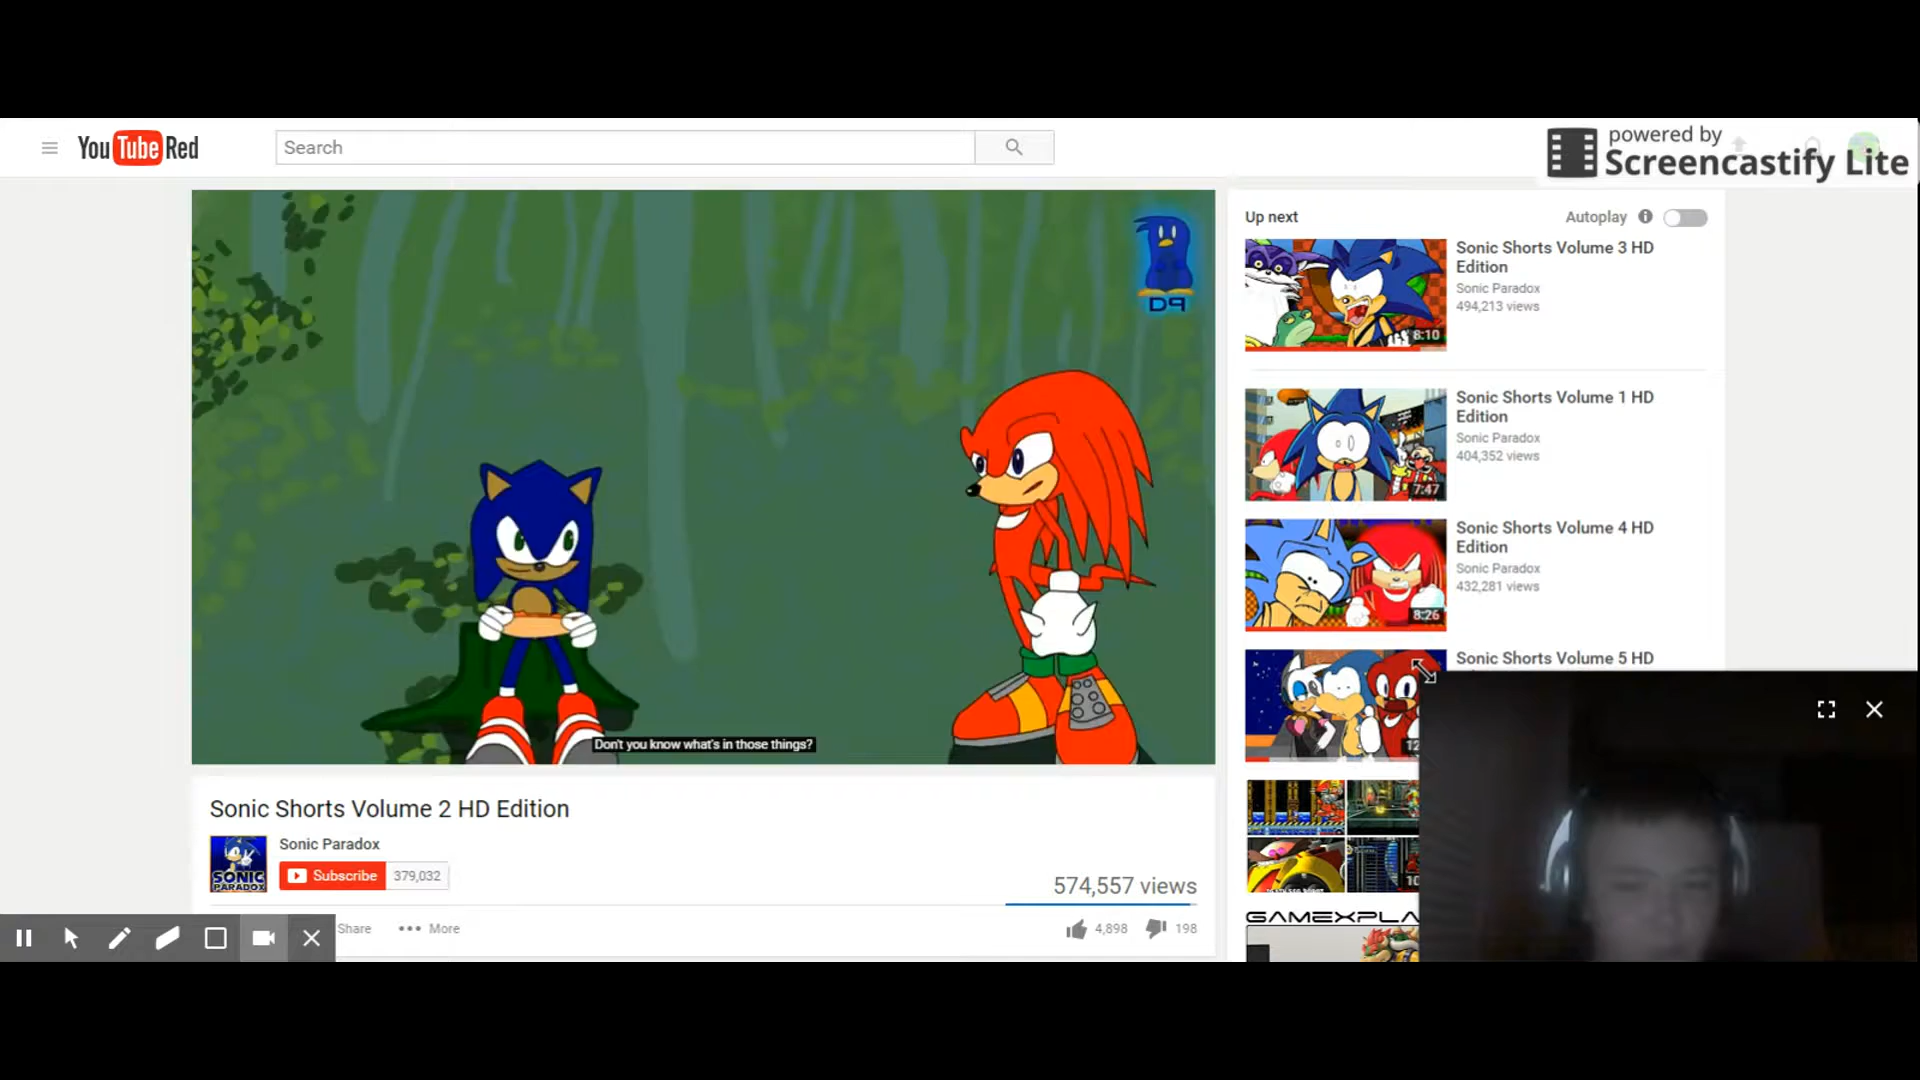 YouTube Red
Search
powered by
Screencastify Lite
Up next
Autoplay
Sonic Shorts Volume 3 HD
Edition
Sonic Paradox
494,213 views
8:10
Sonic Shorts Volume 1 HD
Edition
Sonic Paradox
404,352 views
7:47
Sonic Shorts Volume 4 HD
Edition
Sonic Paradox
432,281 views
8:26
Sonic Shorts Volume 5 HD
12
10
GAMEXPLA
Don't you know what's in those things?
Sonic Shorts Volume 2 HD Edition
SONIC
PARADOX
Sonic Paradox
Subscribe
379,032
574,557 views
Share
More
4,898
198